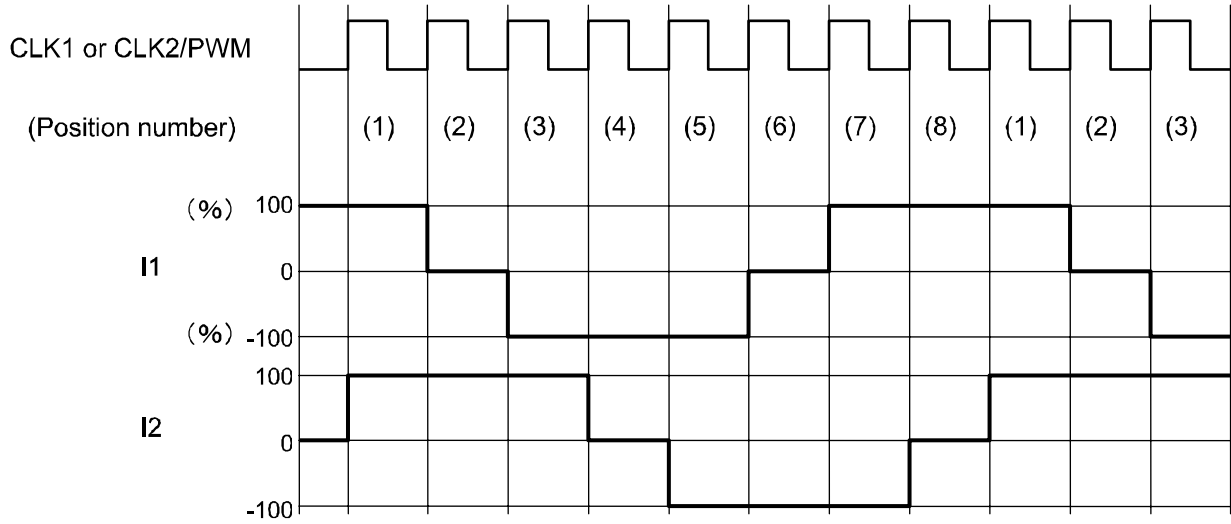 CLK1 or CLK2/PWM
(Position number) (1) (2) (3) (4) (5) (6) (7) (8) (1) (2) (3)
（%） 100
I1 0
（%） -100
100
I2
0
-100